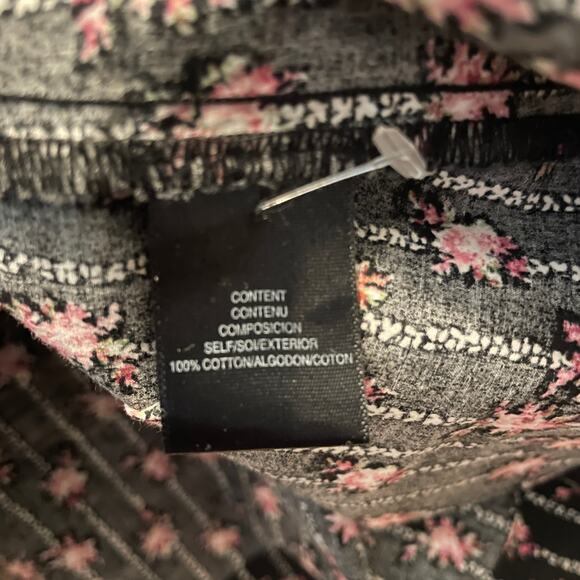 CONTENT
CONTENU
COMPOSICION
SELF/SOI/EXTERIOR
100% COTTON/ALGODON/COTON